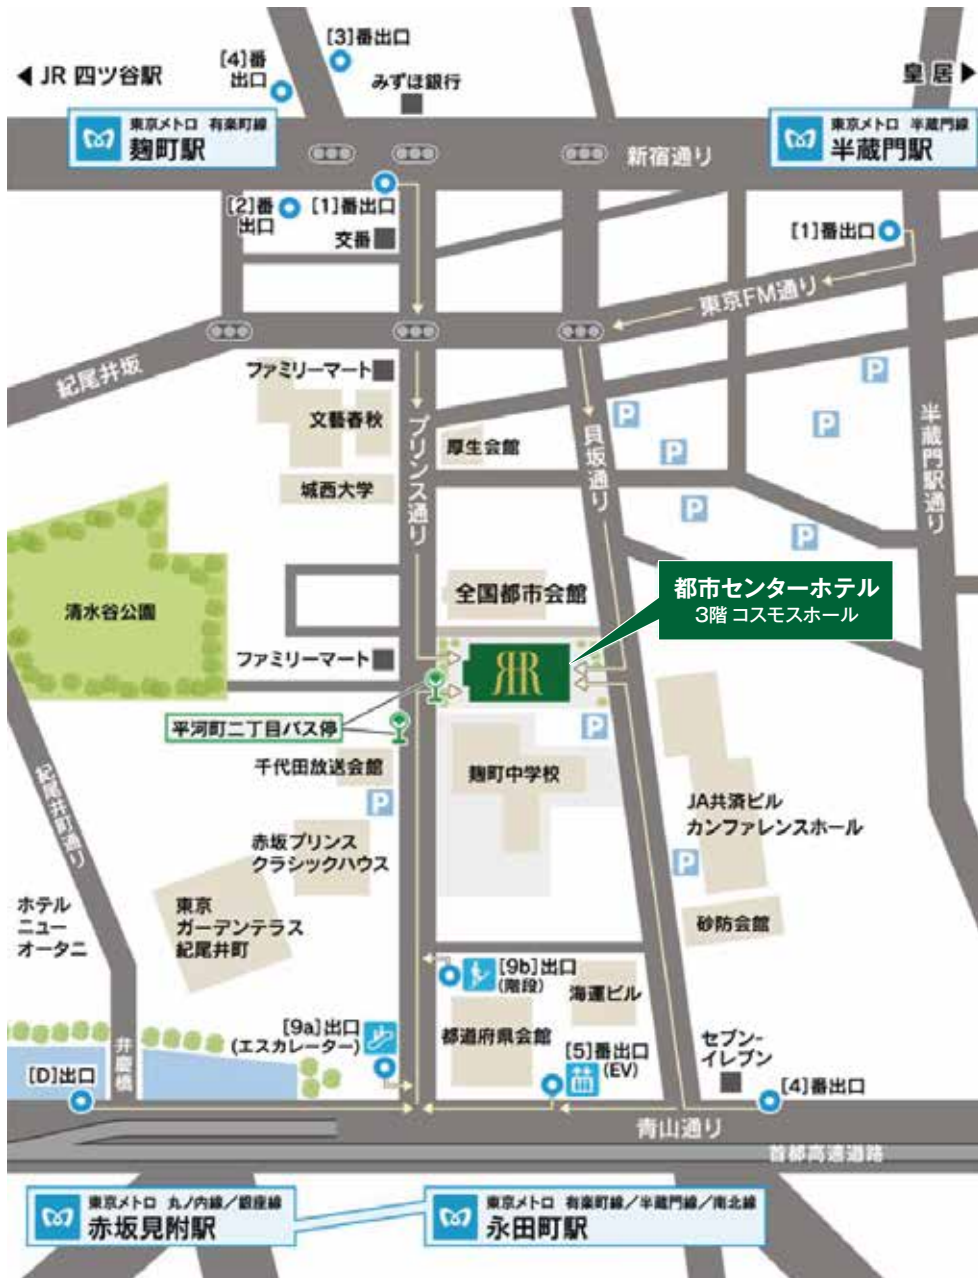 [3]番出口
[4]番
出口
◀ JR 四ツ谷駅
みずほ銀行
皇居▶
東京メトロ 有楽町線
麹町駅
東京メトロ 半蔵門線
半蔵門駅
新宿通り
[2]番
出口
[1]番出口
交番
[1]番出口
東京FM通り
紀尾井坂
ファミリーマート
文藝春秋
城西大学
プリンス通り
厚生会館
貝坂通り
P
P
P
P
P
P
半蔵門駅通り
清水谷公園
全国都市会館
都市センターホテル
3階 コスモスホール
ファミリーマート
平河町二丁目バス停
P
千代田放送会館
P
麹町中学校
紀尾井町通り
赤坂プリンス
クラシックハウス
JA共済ビル
カンファレンスホール
P
ホテル
ニュー
オータニ
東京
ガーデンテラス
紀尾井町
砂防会館
[9b]出口
(階段)
海運ビル
[9a]出口
(エスカレーター)
都道府県会館
[5]番出口
(EV)
セブン-
イレブン
弁慶橋
[D]出口
[4]番出口
青山通り
首都高速道路
東京メトロ 丸ノ内線/銀座線
赤坂見附駅
東京メトロ 有楽町線/半蔵門線/南北線
永田町駅